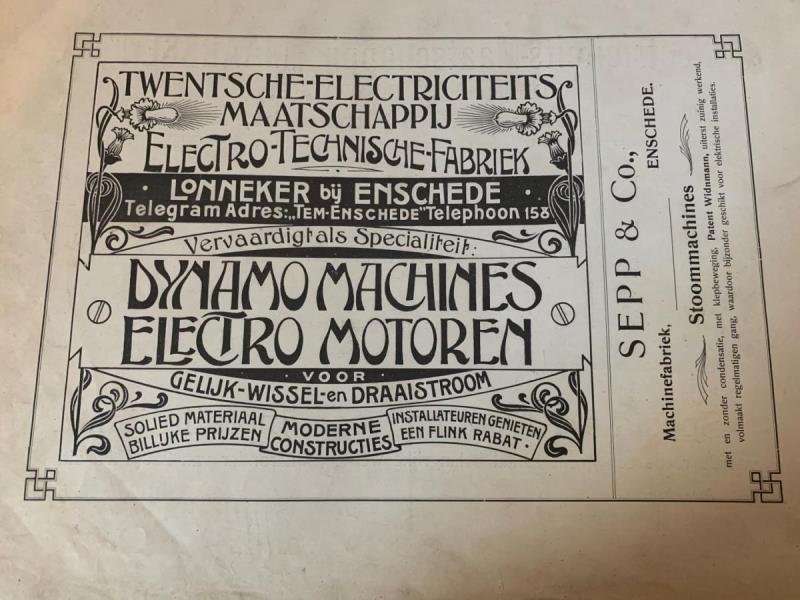 TWENTSCHE-ELECTRICITEITS
MAATSCHAPPIJ
ELECTRO-TECHNISCHE-FABRIEK
· LONNEKER bij ENSCHEDE ·
Telegram Adres: „TEM-ENSCHEDE" Telephoon 158
Vervaardigt als Specialiteit:
DYNAMO MACHINES
ELECTRO MOTOREN
· VOOR ·
GELIJK-WISSEL-en DRAAISTROOM
SOLIED MATERIAAL
BILLIJKE PRIJZEN
MODERNE
CONSTRUCTIES
INSTALLATEUREN GENIETEN
EEN FLINK RABAT ·
SEPP & Co.,
Machinefabriek, ENSCHEDE.
Stoommachines
met en zonder condensatie, met klepbeweging, Patent Widnmann, uiterst zuinig werkend,
volmaakt regelmatigen gang, waardoor bijzonder geschikt voor elektrische installaties.